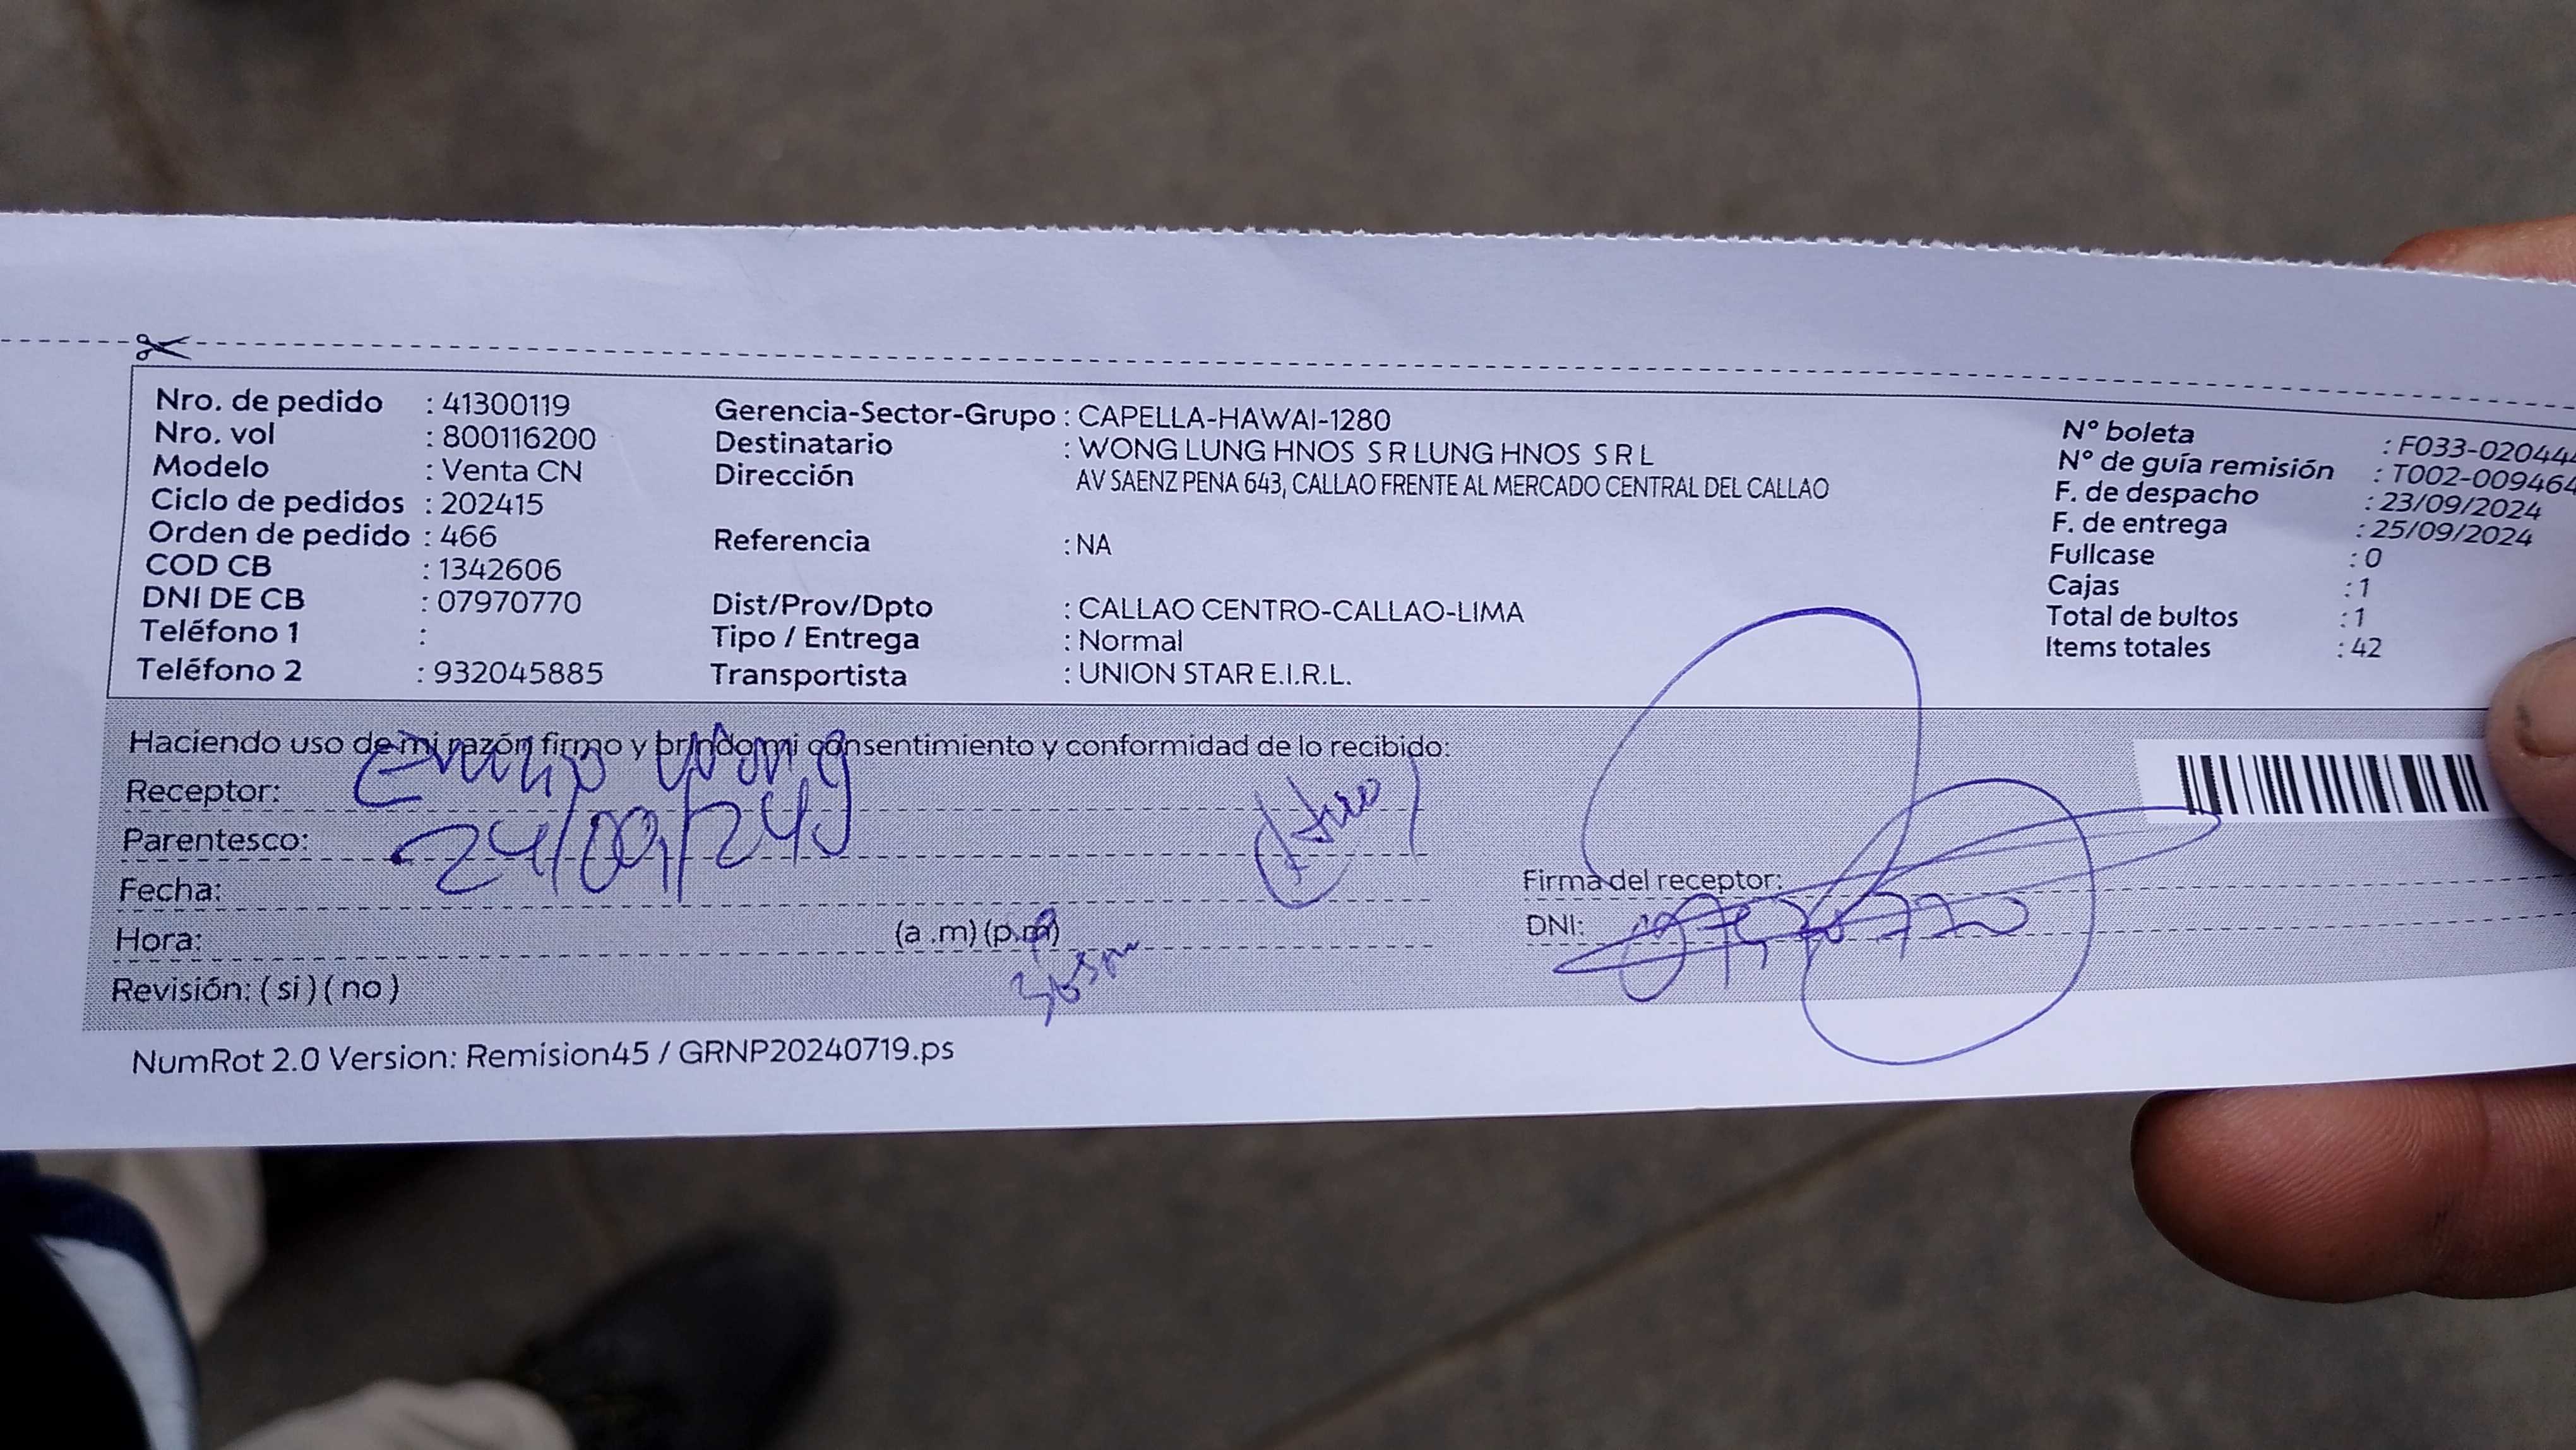 Nro. de pedido : 41300119
Nro. vol : 800116200
Modelo : Venta CN
Ciclo de pedidos : 202415
Orden de pedido : 466
COD CB : 1342606
DNI DE CB : 07970770
Teléfono 1 :
Teléfono 2 : 932045885
Gerencia-Sector-Grupo : CAPELLA-HAWAI-1280
Destinatario : WONG LUNG HNOS S R LUNG HNOS S R L
Dirección AV SAENZ PENA 643, CALLAO FRENTE AL MERCADO CENTRAL DEL CALLAO
Referencia : NA
Dist/Prov/Dpto : CALLAO CENTRO-CALLAO-LIMA
Tipo / Entrega : Normal
Transportista : UNION STAR E.I.R.L.
N° boleta : F033-020444
N° de guía remisión : T002-009464
F. de despacho : 23/09/2024
F. de entrega : 25/09/2024
Fullcase : 0
Cajas : 1
Total de bultos : 1
Items totales : 42
Haciendo uso de mi razón firmo y brindo mi consentimiento y conformidad de lo recibido:
Receptor: Wong
Parentesco: 24/09/24
Fecha:
Hora: (a .m) (p.m)
Revisión: ( si ) ( no )
Firma del receptor:
DNI:
NumRot 2.0 Version: Remision45 / GRNP20240719.ps